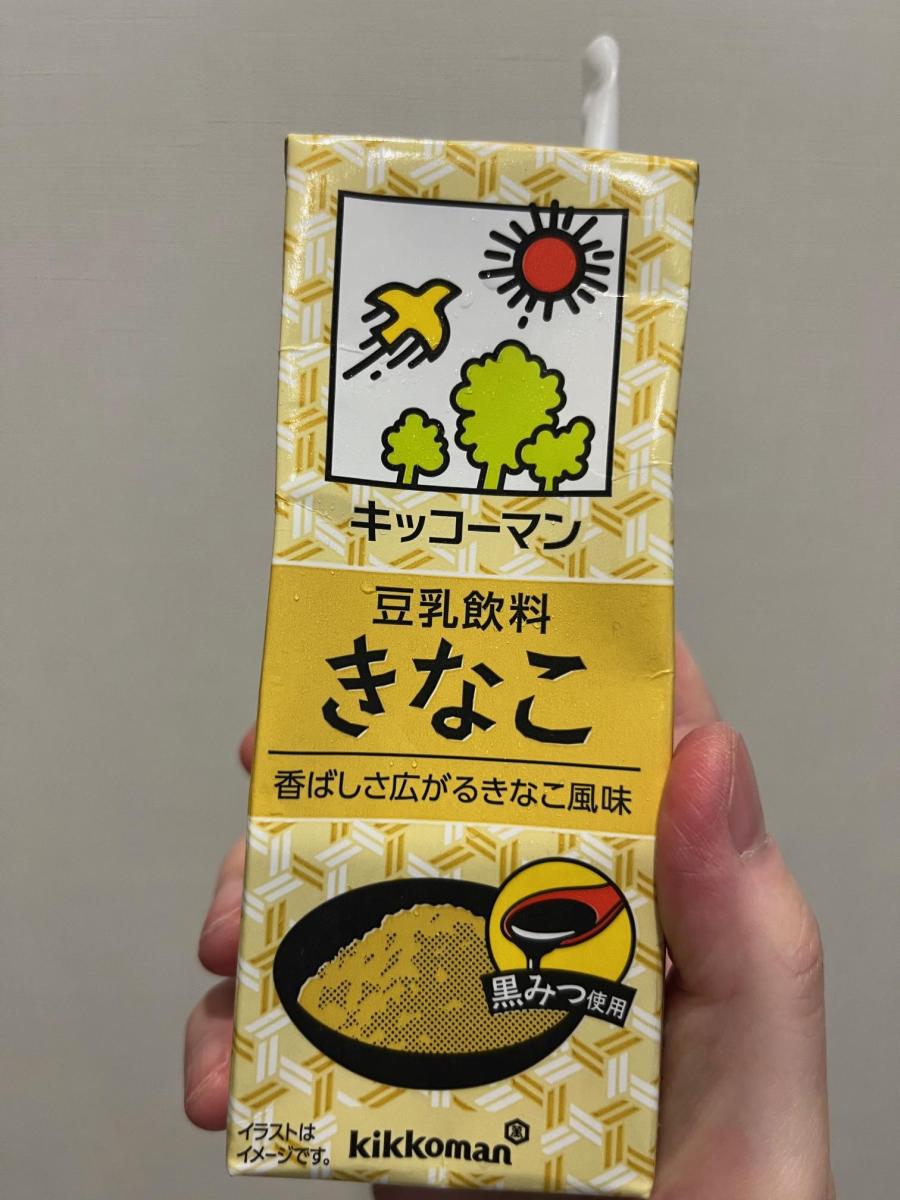 キッコーマン
豆乳飲料
きなこ
香ばしさ広がるきなこ風味
黒みつ使用
イラストは
イメージです。
kikkoman 萬